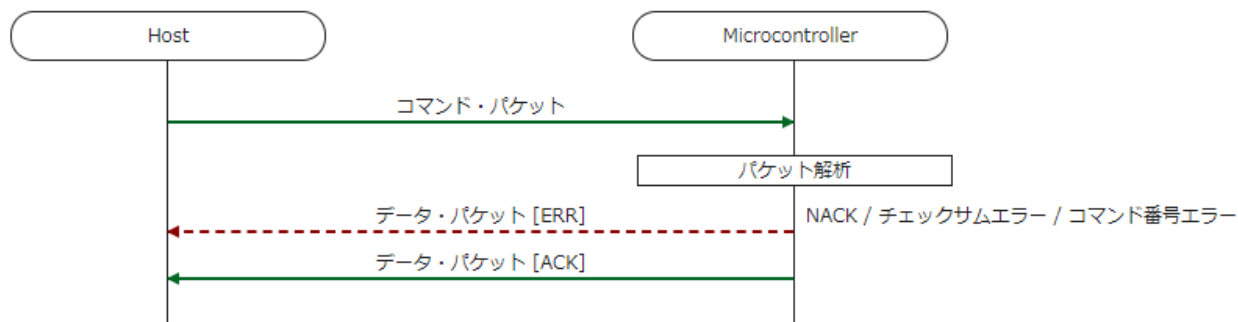 Host
Microcontroller
コマンド・パケット
パケット解析
データ・パケット [ERR]
NACK / チェックサムエラー / コマンド番号エラー
データ・パケット [ACK]